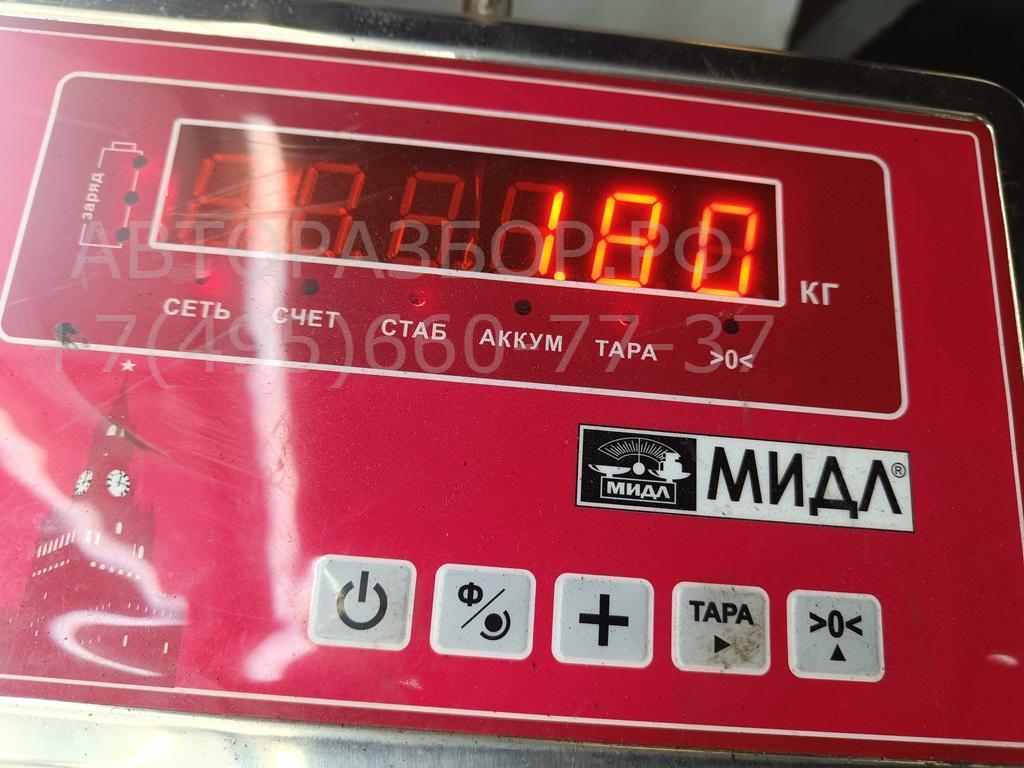 заряд
1.80
КГ
АВТОРАЗБОР.РФ
СЕТЬ СЧЕТ СТАБ АККУМ ТАРА >0<
+7(495)660-77-37
МИДЛ МИДЛ®
Ф
+
ТАРА
>0<